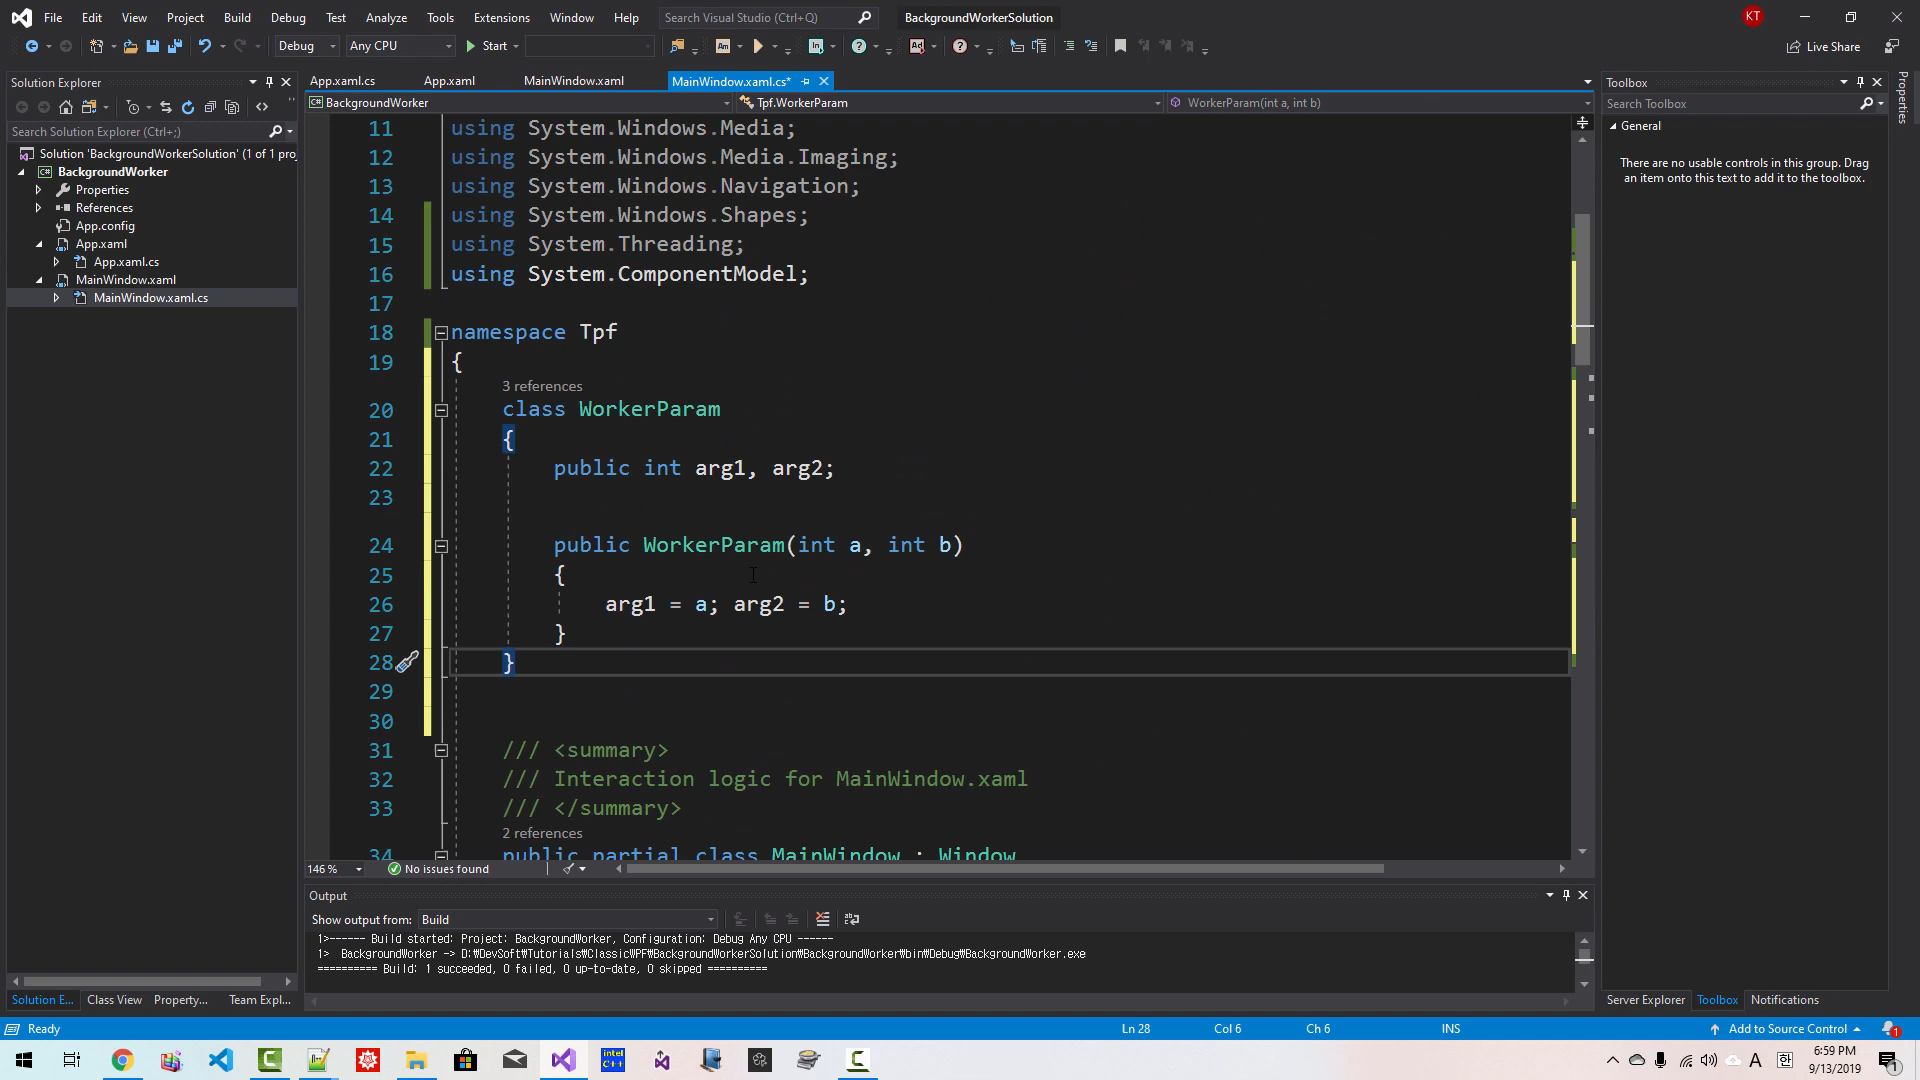 File Edit View Project Build Debug Test Analyze Tools Extensions Window Help Search Visual Studio (Ctrl+Q) BackgroundWorkerSolution KT
Debug Any CPU Start Live Share
Solution Explorer
Search Solution Explorer (Ctrl+;)
Solution 'BackgroundWorkerSolution' (1 of 1 proj
BackgroundWorker
Properties
References
App.config
App.xaml
App.xaml.cs
MainWindow.xaml
MainWindow.xaml.cs
App.xaml.cs App.xaml MainWindow.xaml MainWindow.xaml.cs*
BackgroundWorker Tpf.WorkerParam WorkerParam(int a, int b)
11 using System.Windows.Media;
12 using System.Windows.Media.Imaging;
13 using System.Windows.Navigation;
14 using System.Windows.Shapes;
15 using System.Threading;
16 using System.ComponentModel;
17
18 namespace Tpf
19 {
3 references
20 class WorkerParam
21 {
22 public int arg1, arg2;
23
24 public WorkerParam(int a, int b)
25 {
26 arg1 = a; arg2 = b;
27 }
28 }
29
30
31 /// <summary>
32 /// Interaction logic for MainWindow.xaml
33 /// </summary>
2 references
34 public partial class MainWindow : Window
146 % No issues found
Output
Show output from: Build
1>------ Build started: Project: BackgroundWorker, Configuration: Debug Any CPU ------
1> BackgroundWorker -> D:₩DevSoft₩Tutorials₩Classic₩PF₩BackgroundWorkerSolution₩BackgroundWorker₩bin₩Debug₩BackgroundWorker.exe
========== Build: 1 succeeded, 0 failed, 0 up-to-date, 0 skipped ==========
Toolbox
Search Toolbox
General
There are no usable controls in this group. Drag
an item onto this text to add it to the toolbox.
Properties
Solution E... Class View Property... Team Expl...
Server Explorer Toolbox Notifications
Ready Ln 28 Col 6 Ch 6 INS Add to Source Control 1
intel C++
A 한 6:59 PM
9/13/2019 1